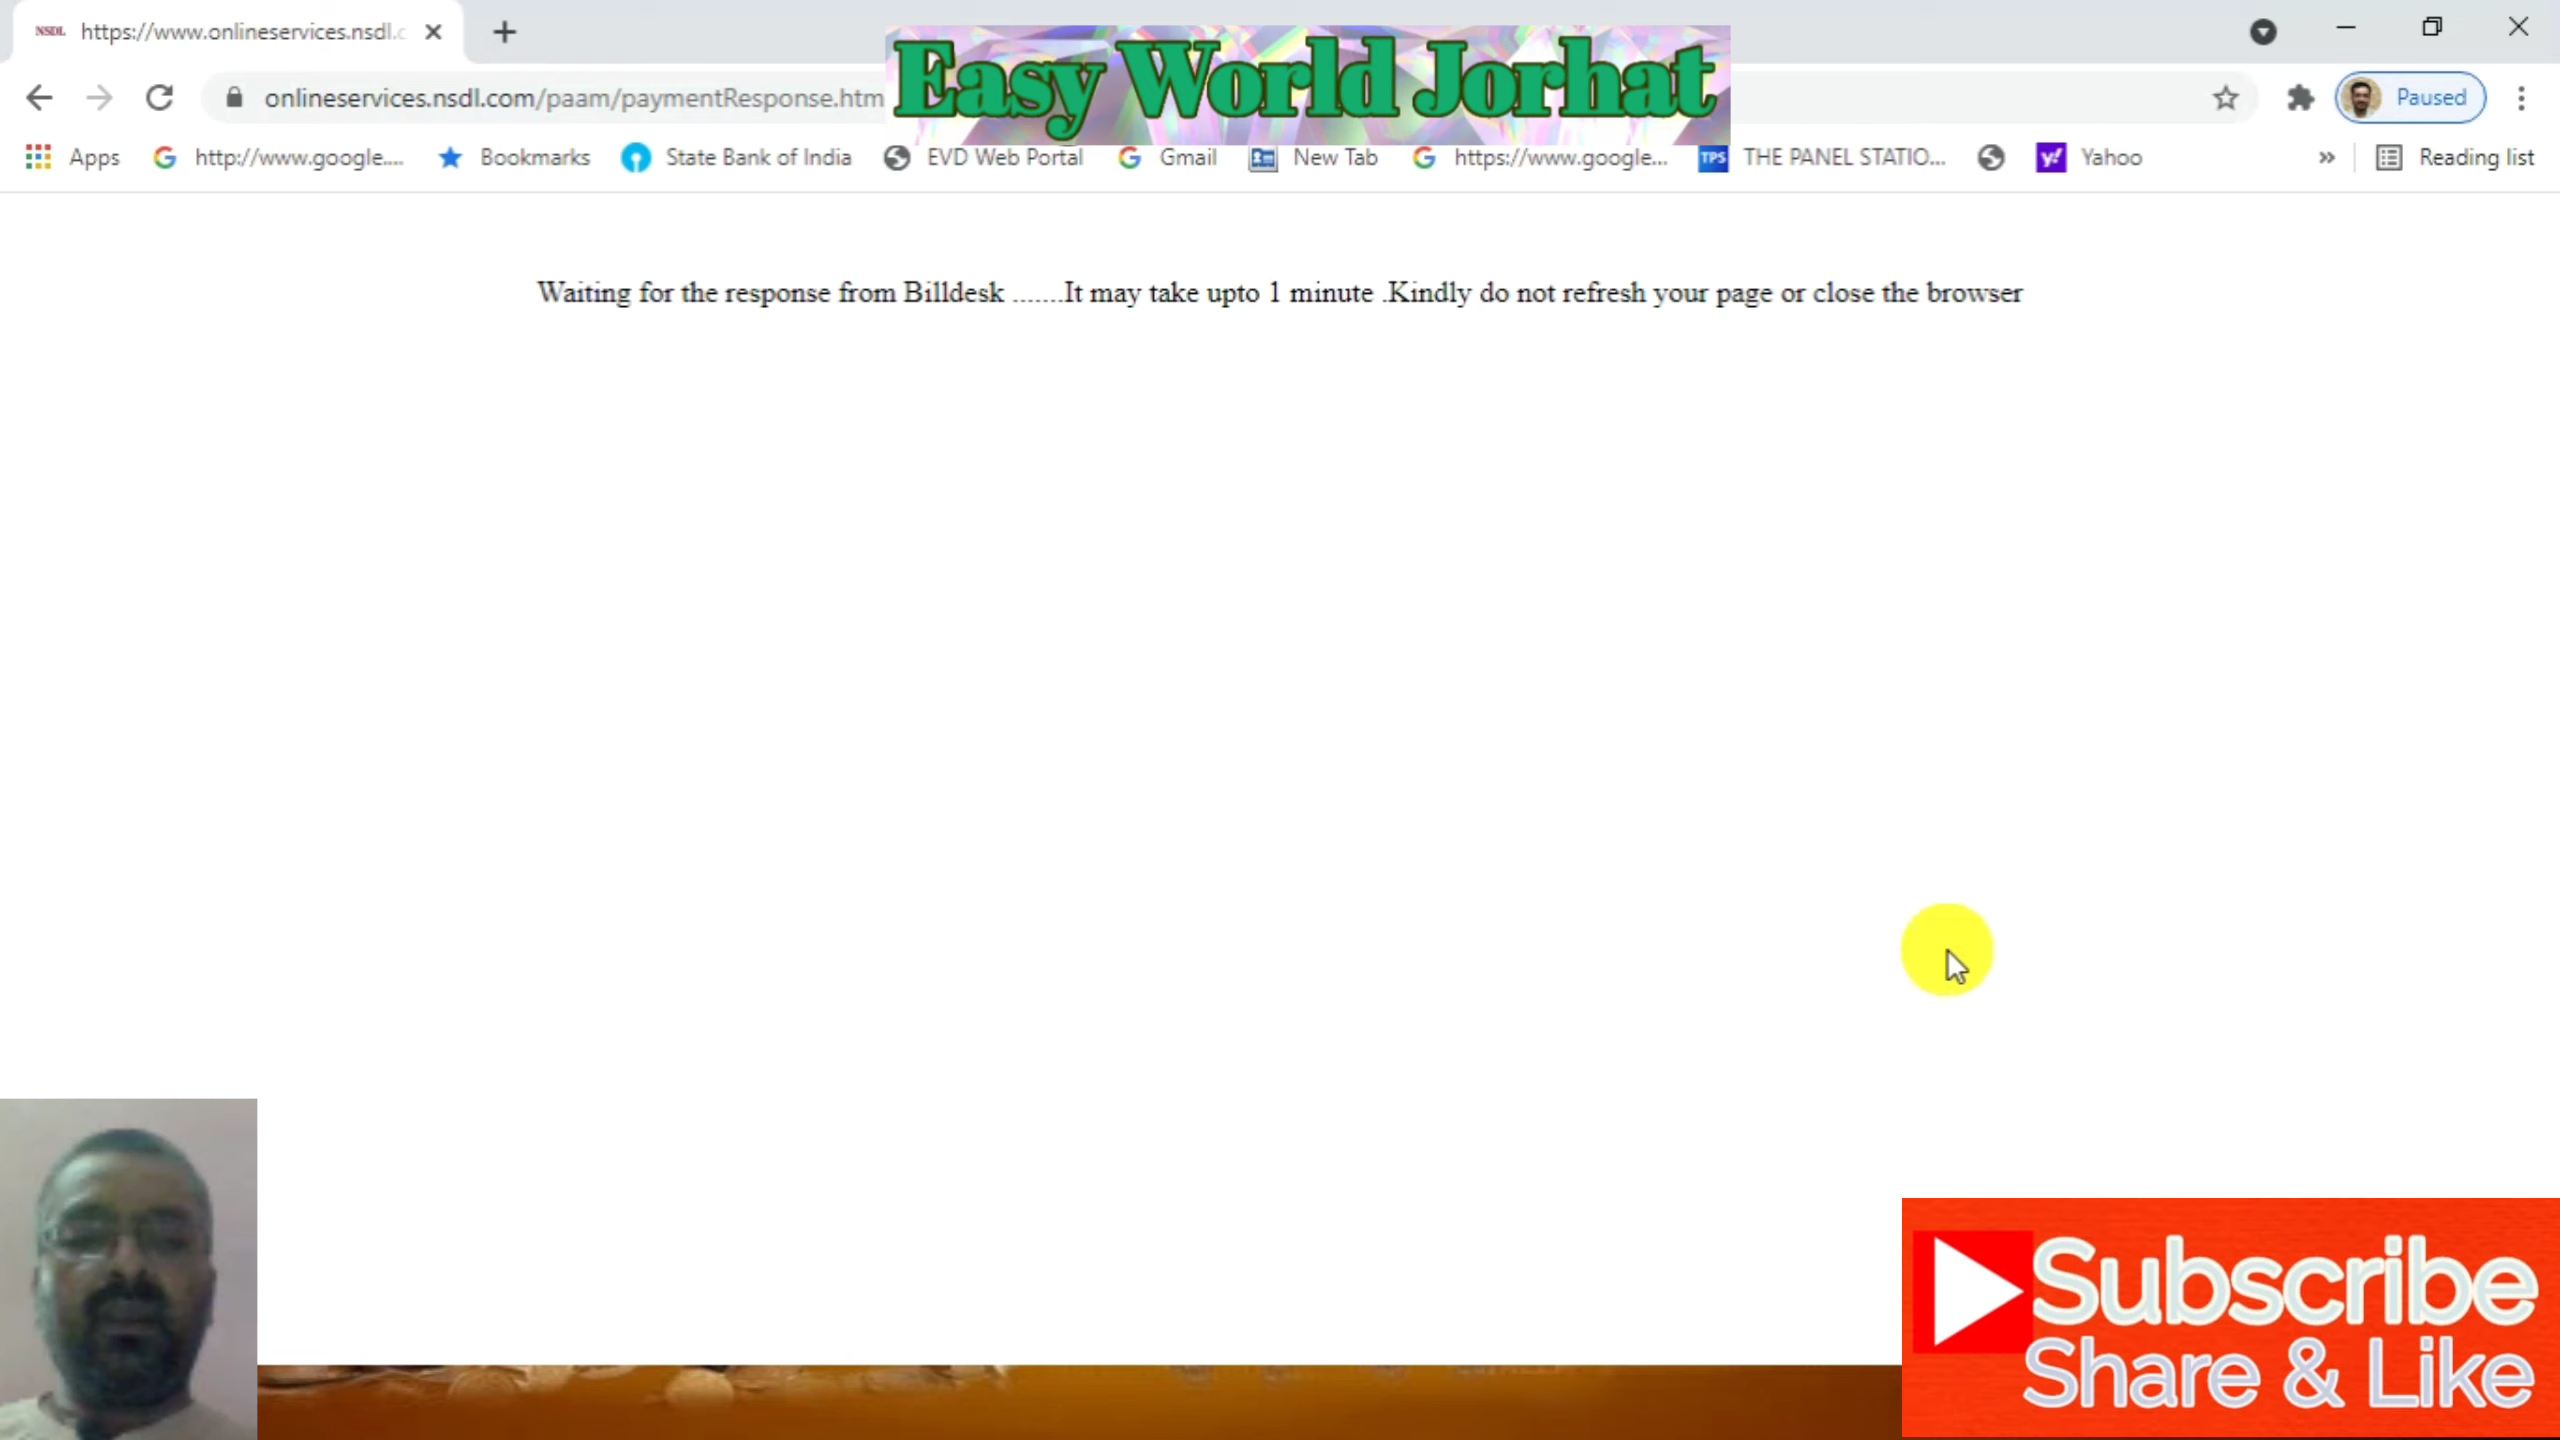 NSDL https://www.onlineservices.nsdl.c
Easy World Jorhat
onlineservices.nsdl.com/paam/paymentResponse.htm
Paused
Apps http://www.google.... Bookmarks State Bank of India EVD Web Portal Gmail New Tab https://www.google... TPS THE PANEL STATIO... y! Yahoo » Reading list
Waiting for the response from Billdesk .......It may take upto 1 minute .Kindly do not refresh your page or close the browser
Subscribe
Share & Like